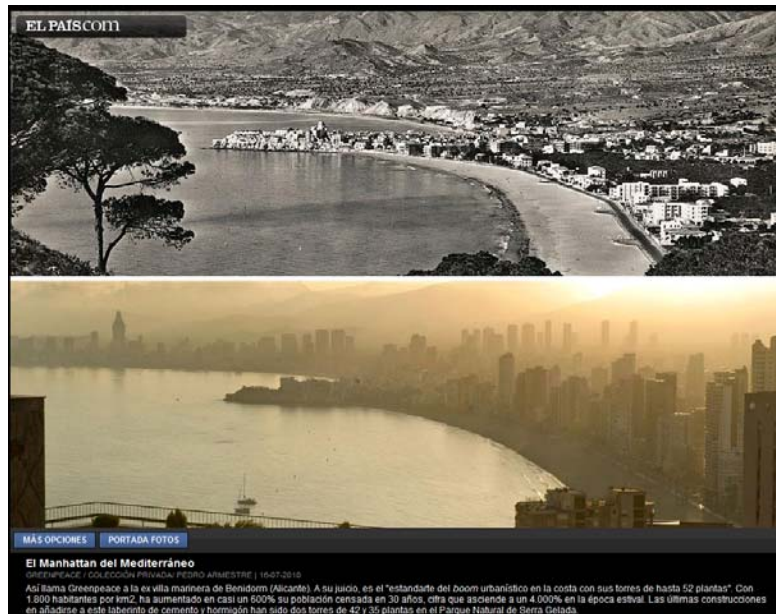 EL PAÍS.com
MÁS OPCIONES
PORTADA FOTOS
El Manhattan del Mediterráneo
GREENPEACE / COLECCIÓN PRIVADA/ PEDRO ARMESTRE | 16-07-2010
Así llama Greenpeace a la ex villa marinera de Benidorm (Alicante). A su juicio, es el "estandarte del boom urbanístico en la costa con sus torres de hasta 52 plantas". Con
1.800 habitantes por km2, ha aumentado en casi un 600% su población censada en 30 años, cifra que asciende a un 4.000% en la época estival. Las últimas construcciones
en añadirse a este laberinto de cemento y hormigón han sido dos torres de 42 y 35 plantas en el Parque Natural de Serra Gelada.